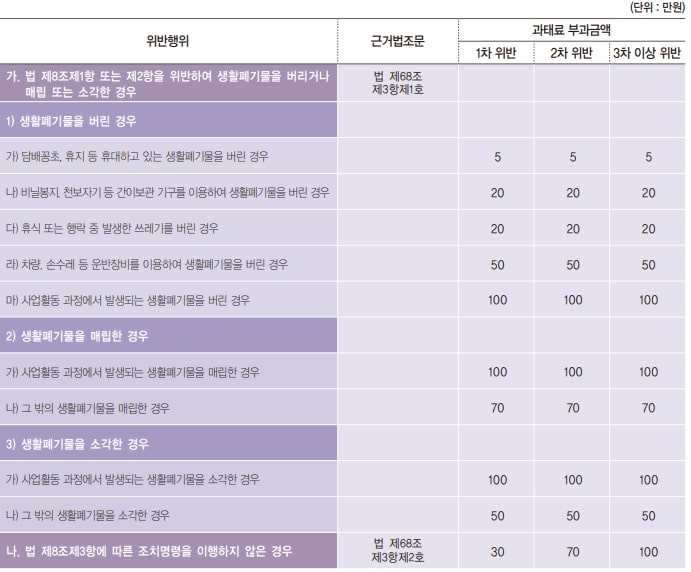 (단위 : 만원)
위반행위 근거법조문 과태료 부과금액
1차 위반 2차 위반 3차 이상 위반
가. 법 제8조제1항 또는 제2항을 위반하여 생활폐기물을 버리거나 법 제68조
매립 또는 소각한 경우 제3항제1호
1) 생활폐기물을 버린 경우
가) 담배꽁초, 휴지 등 휴대하고 있는 생활폐기물을 버린 경우 5 5 5
나) 비닐봉지, 천보자기 등 간이보관 기구를 이용하여 생활폐기물을 버린 경우 20 20 20
다) 휴식 또는 행락 중 발생한 쓰레기를 버린 경우 20 20 20
라) 차량, 손수레 등 운반장비를 이용하여 생활폐기물을 버린 경우 50 50 50
마) 사업활동 과정에서 발생되는 생활폐기물을 버린 경우 100 100 100
2) 생활폐기물을 매립한 경우
가) 사업활동 과정에서 발생되는 생활폐기물을 매립한 경우 100 100 100
나) 그 밖의 생활폐기물을 매립한 경우 70 70 70
3) 생활폐기물을 소각한 경우
가) 사업활동 과정에서 발생되는 생활폐기물을 소각한 경우 100 100 100
나) 그 밖의 생활폐기물을 소각한 경우 50 50 50
나. 법 제8조제3항에 따른 조치명령을 이행하지 않은 경우 법 제68조 30 70 100
제3항제2호